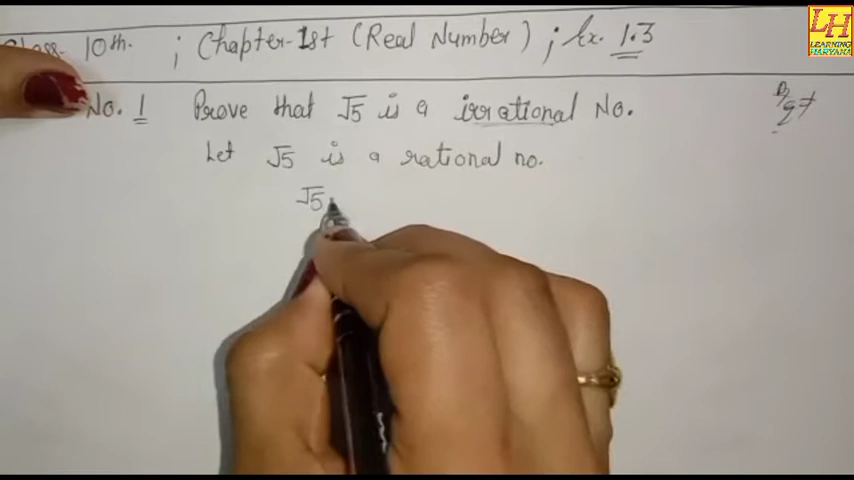 Class- 10th. ; Chapter-1st (Real Number) ; Ex. 1.3
LH
LEARNING
HARYANA
No. 1 Prove that √5 is a irrational No.
Let √5 is a rational no.
√5